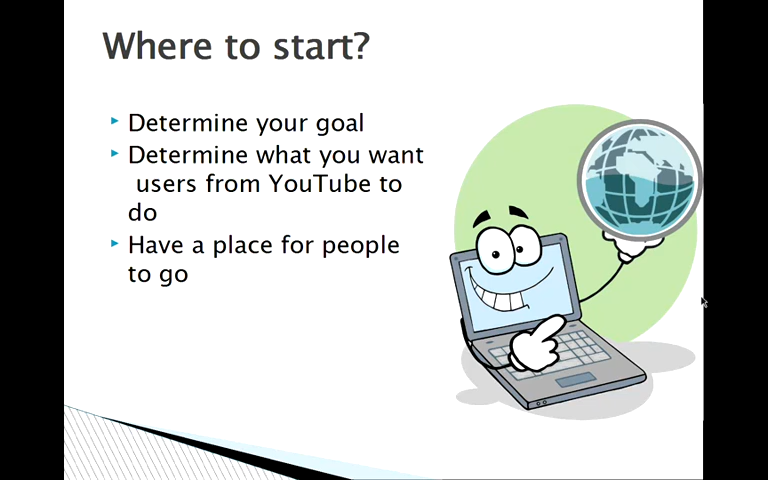 Where to start?
Determine your goal
Determine what you want
users from YouTube to
do
Have a place for people
to go